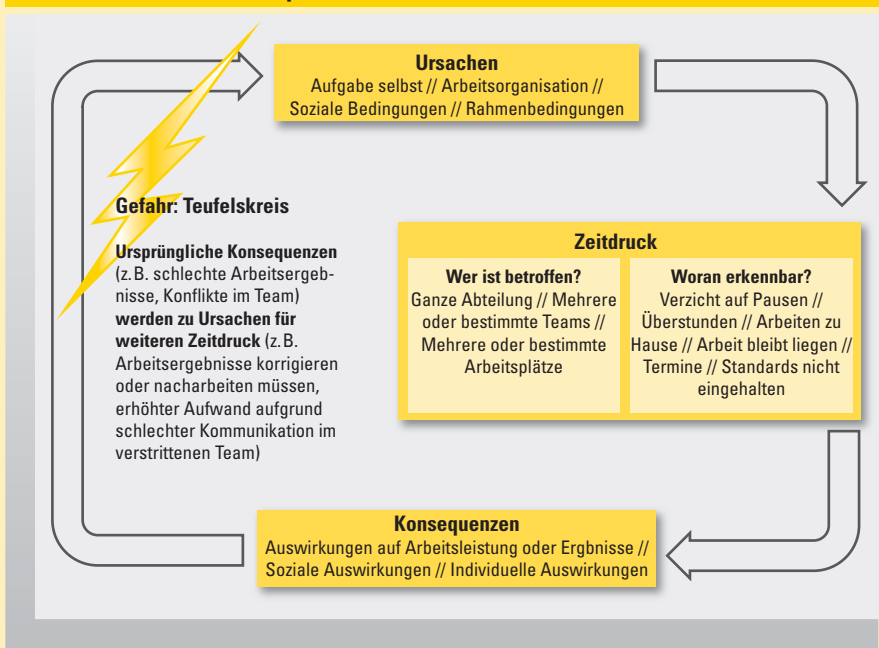 Ursachen
Aufgabe selbst // Arbeitsorganisation //
Soziale Bedingungen // Rahmenbedingungen
Gefahr: Teufelskreis
Ursprüngliche Konsequenzen
(z. B. schlechte Arbeitsergeb-
nisse, Konflikte im Team)
werden zu Ursachen für
weiteren Zeitdruck (z. B.
Arbeitsergebnisse korrigieren
oder nacharbeiten müssen,
erhöhter Aufwand aufgrund
schlechter Kommunikation im
verstrittenen Team)
Zeitdruck
Wer ist betroffen?
Ganze Abteilung // Mehrere
oder bestimmte Teams //
Mehrere oder bestimmte
Arbeitsplätze
Woran erkennbar?
Verzicht auf Pausen //
Überstunden // Arbeiten zu
Hause // Arbeit bleibt liegen //
Termine // Standards nicht
eingehalten
Konsequenzen
Auswirkungen auf Arbeitsleistung oder Ergbnisse //
Soziale Auswirkungen // Individuelle Auswirkungen